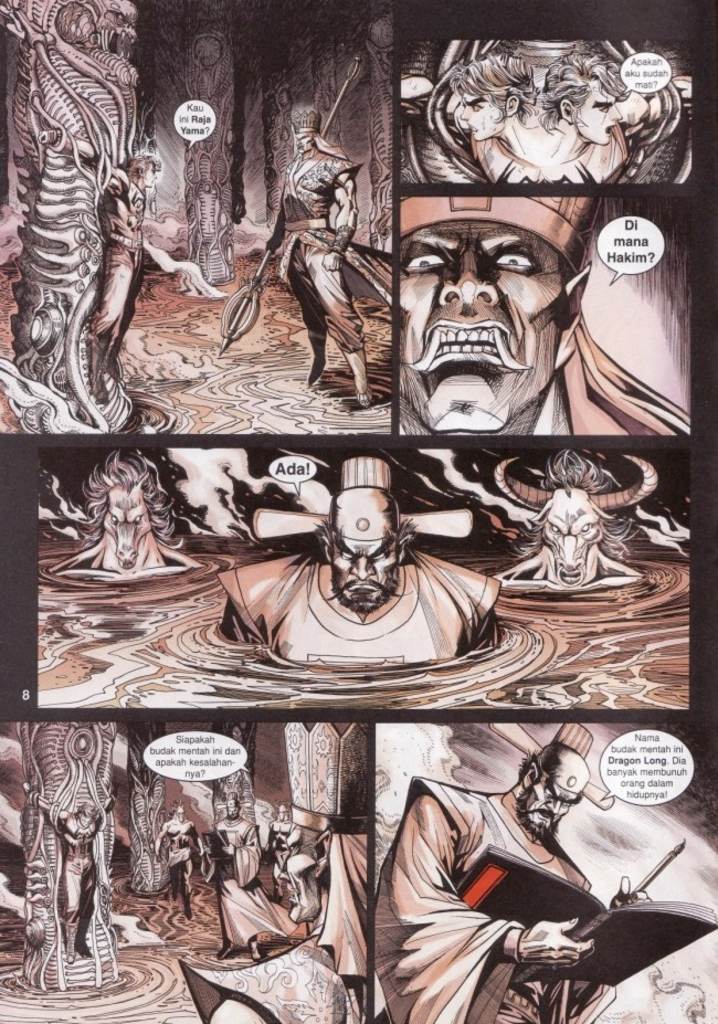 Kau
ini Raja
Yama?
Apakah
aku sudah
mati?
Di
mana
Hakim?
Ada!
8
Siapakah
budak mentah ini dan
apakah kesalahan-
nya?
Nama
budak mentah ini
Dragon Long. Dia
banyak membunuh
orang dalam
hidupnya!